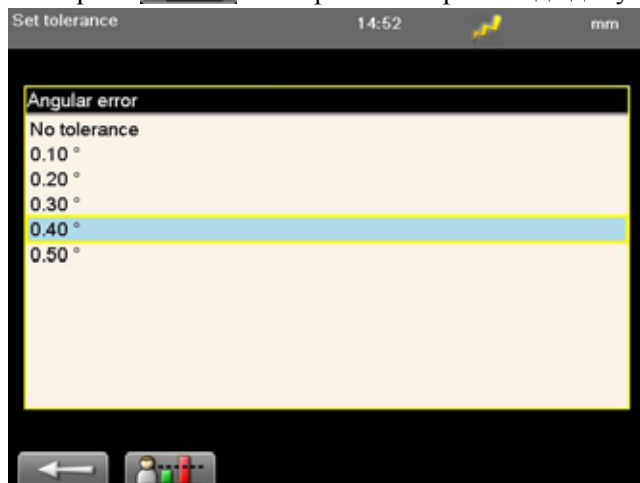 Set tolerance 14:52 mm
Angular error
No tolerance
0.10 °
0.20 °
0.30 °
0.40 °
0.50 °